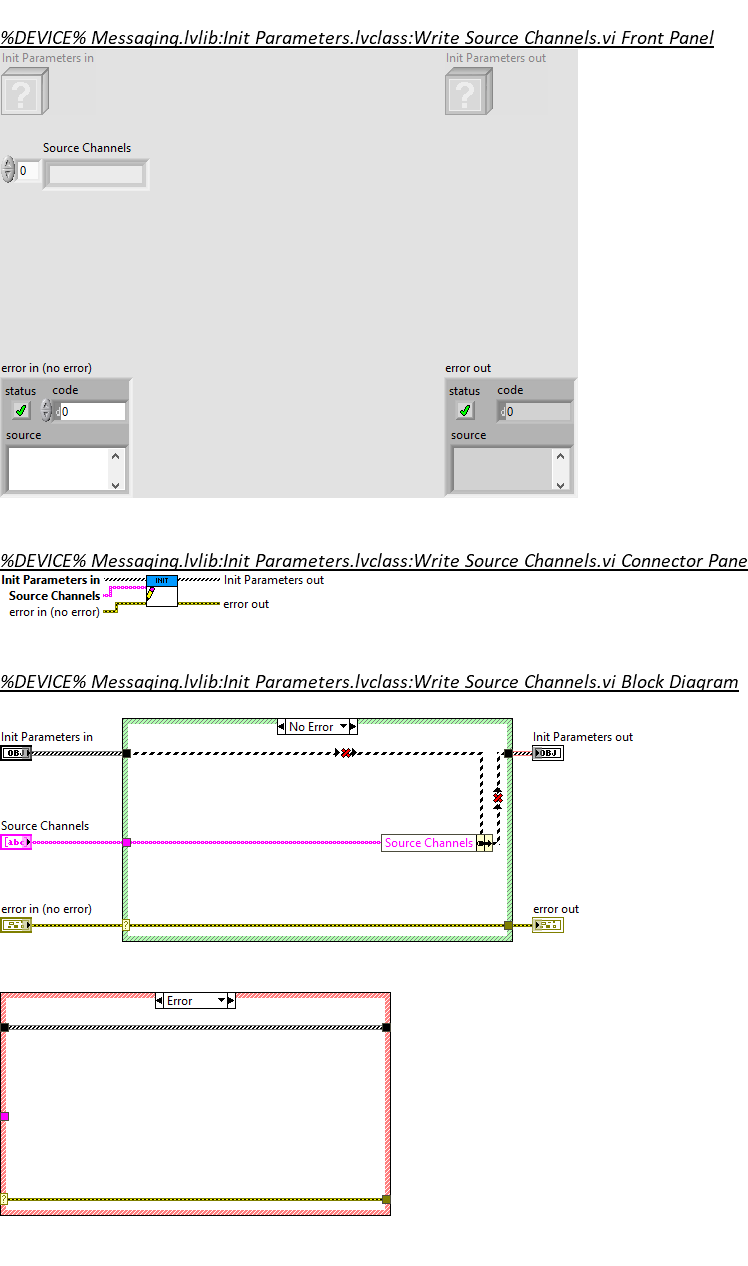 %DEVICE% Messaging.lvlib:Init Parameters.lvclass:Write Source Channels.vi Front Panel
Init Parameters in
Init Parameters out
?
?
Source Channels
0
error in (no error)
error out
status
code
status
code
d
0
d
0
source
source
%DEVICE% Messaging.lvlib:Init Parameters.lvclass:Write Source Channels.vi Connector Pane
Init Parameters in
INIT
Init Parameters out
Source Channels
error in (no error)
error out
%DEVICE% Messaging.lvlib:Init Parameters.lvclass:Write Source Channels.vi Block Diagram
No Error
Init Parameters in
Init Parameters out
OBJ
OBJ
Source Channels
[abc
Source Channels
error in (no error)
error out
?
Error
?